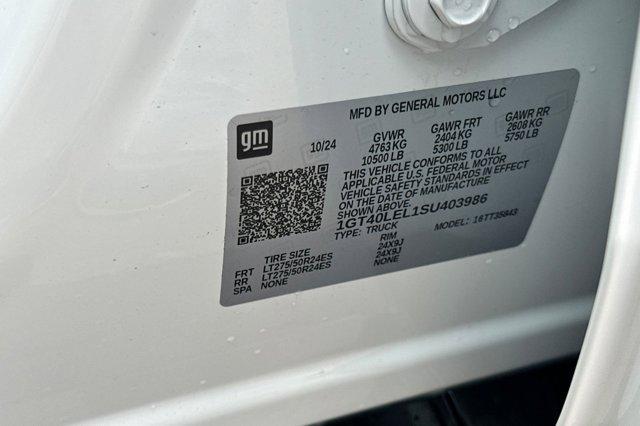 MFD BY GENERAL MOTORS LLC
gm
10/24
GVWR GAWR FRT GAWR RR
4763 KG 2404 KG 2608 KG
10500 LB 5300 LB 5750 LB
THIS VEHICLE CONFORMS TO ALL
APPLICABLE U.S. FEDERAL MOTOR
VEHICLE SAFETY STANDARDS IN EFFECT
ON THE DATE OF MANUFACTURE
SHOWN ABOVE.
1GT40LEL1SU403986
TYPE: TRUCK MODEL: 16TT35843
TIRE SIZE RIM
FRT LT275/50R24ES 24X9J
RR LT275/50R24ES 24X9J
SPA NONE NONE